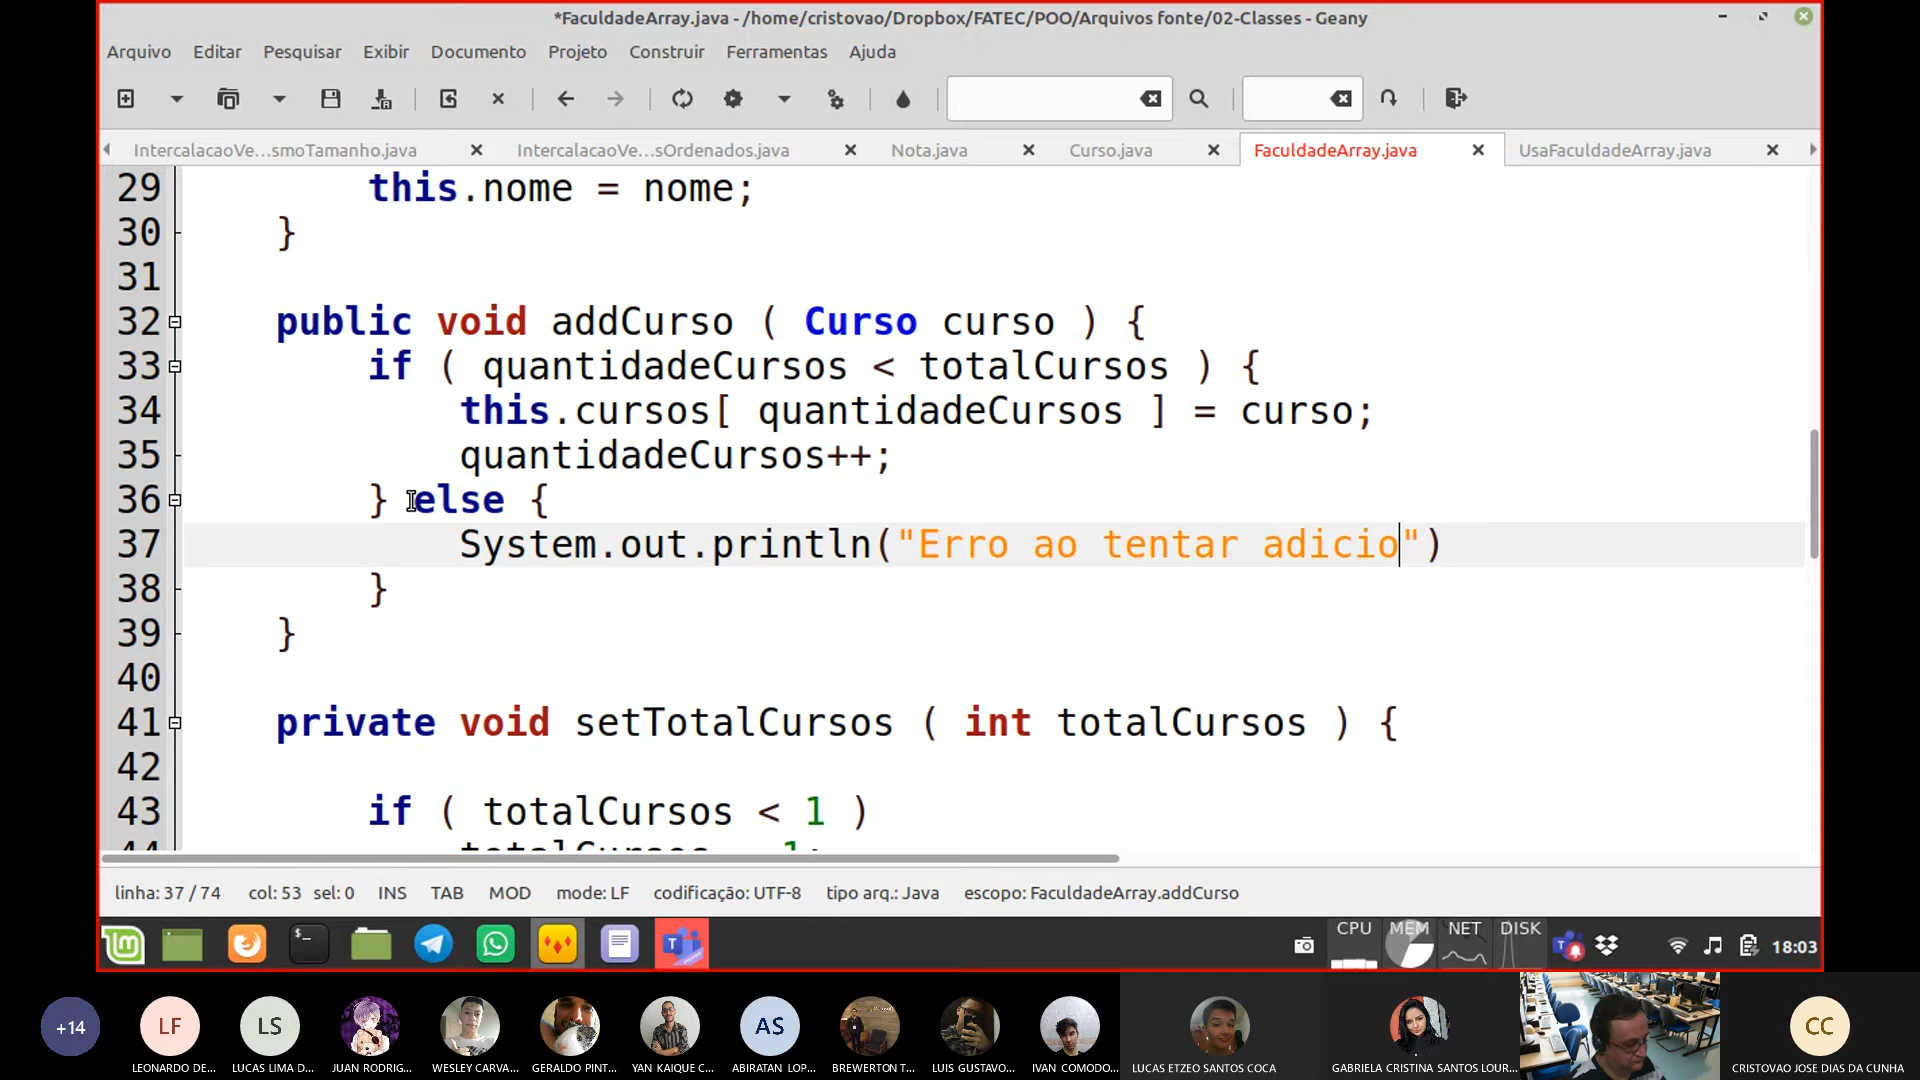 *FaculdadeArray.java - /home/cristovao/Dropbox/FATEC/POO/Arquivos fonte/02-Classes - Geany
Arquivo Editar Pesquisar Exibir Documento Projeto Construir Ferramentas Ajuda
IntercalacaoVe...smoTamanho.java IntercalacaoVe...sOrdenados.java Nota.java Curso.java FaculdadeArray.java UsaFaculdadeArray.java
29 this.nome = nome;
30 }
31
32 public void addCurso ( Curso curso ) {
33 if ( quantidadeCursos < totalCursos ) {
34 this.cursos[ quantidadeCursos ] = curso;
35 quantidadeCursos++;
36 } else {
37 System.out.println("Erro ao tentar adicio")
38 }
39 }
40
41 private void setTotalCursos ( int totalCursos ) {
42
43 if ( totalCursos < 1 )
linha: 37 / 74 col: 53 sel: 0 INS TAB MOD mode: LF codificação: UTF-8 tipo arq.: Java escopo: FaculdadeArray.addCurso
CPU MEM NET DISK 18:03
+14 LF LS AS CC
LEONARDO DE... LUCAS LIMA D... JUAN RODRIG... WESLEY CARVA... GERALDO PINT... YAN KAIQUE C... ABIRATAN LOP... BREWERTON T... LUIS GUSTAVO... IVAN COMODO... LUCAS ETZEO SANTOS COCA GABRIELA CRISTINA SANTOS LOUR... CRISTOVAO JOSE DIAS DA CUNHA